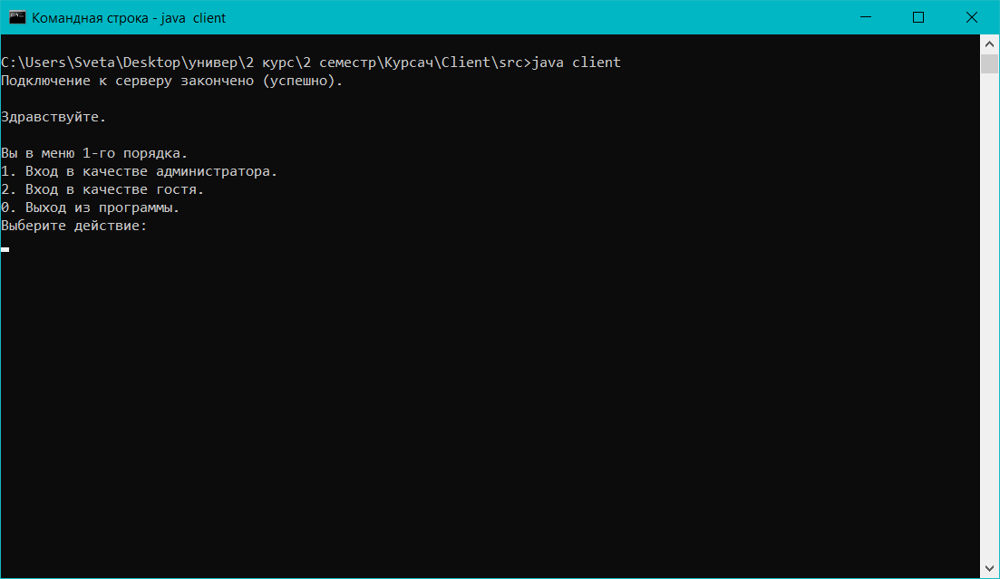 Командная строка - java  client
C:\Users\Sveta\Desktop\универ\2 курс\2 семестр\Курсач\Client\src>java client
Подключение к серверу закончено (успешно).
Здравствуйте.
Вы в меню 1-го порядка.
1. Вход в качестве администратора.
2. Вход в качестве гостя.
0. Выход из программы.
Выберите действие: